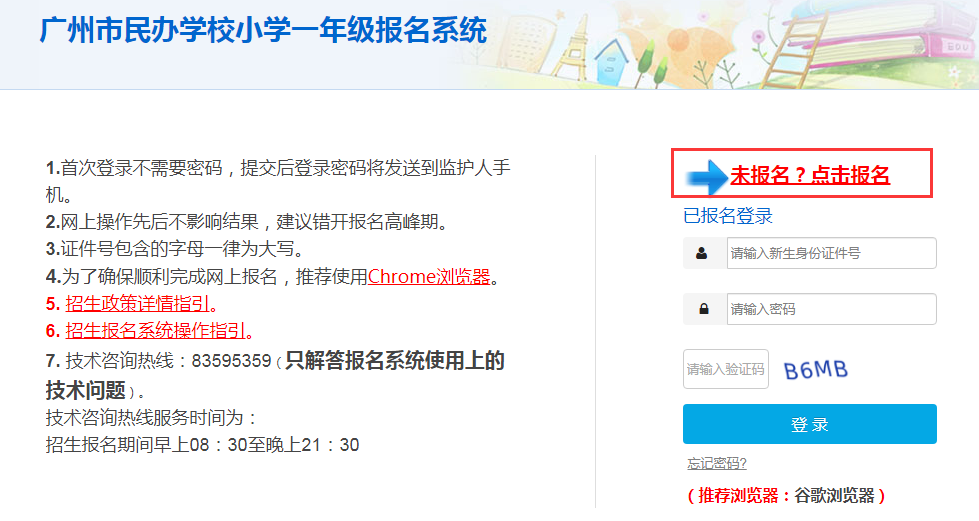 广州市民办学校小学一年级报名系统
1.首次登录不需要密码，提交后登录密码将发送到监护人手
机。
2.网上操作先后不影响结果，建议错开报名高峰期。
3.证件号包含的字母一律为大写。
4.为了确保顺利完成网上报名，推荐使用Chrome浏览器。
5. 招生政策详情指引。
6. 招生报名系统操作指引。
7. 技术咨询热线：83595359（只解答报名系统使用上的
技术问题）。
技术咨询热线服务时间为：
招生报名期间早上08：30至晚上21：30
未报名？点击报名
已报名登录
请输入新生身份证件号
请输入密码
请输入验证码 B6MB
登录
忘记密码?
（推荐浏览器：谷歌浏览器）